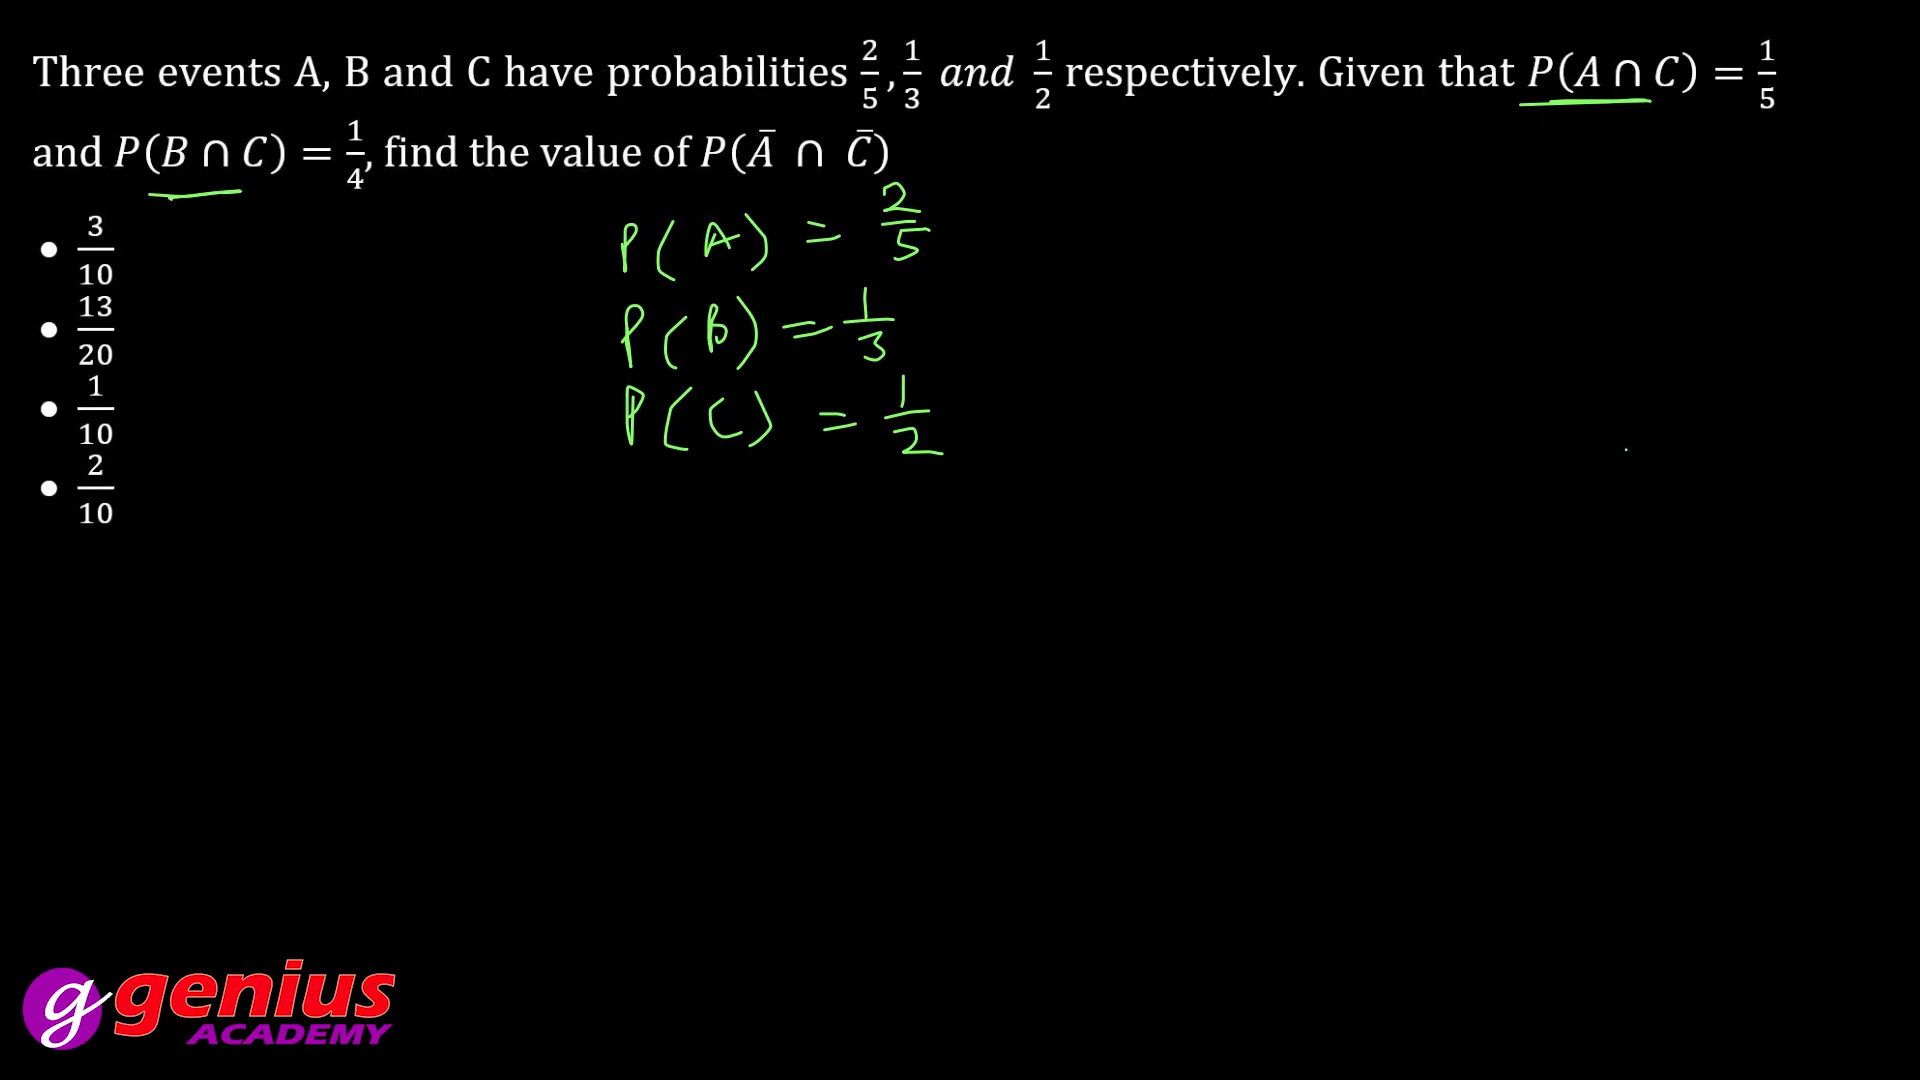 Three events A, B and C have probabilities 2/5, 1/3 and 1/2 respectively. Given that P(A ∩ C) = 1/5
and P(B ∩ C) = 1/4, find the value of P(Ā ∩ C̄)
• 3/10
• 13/20
• 1/10
• 2/10
P(A) = 2/5
P(B) = 1/3
P(C) = 1/2
g genius
ACADEMY